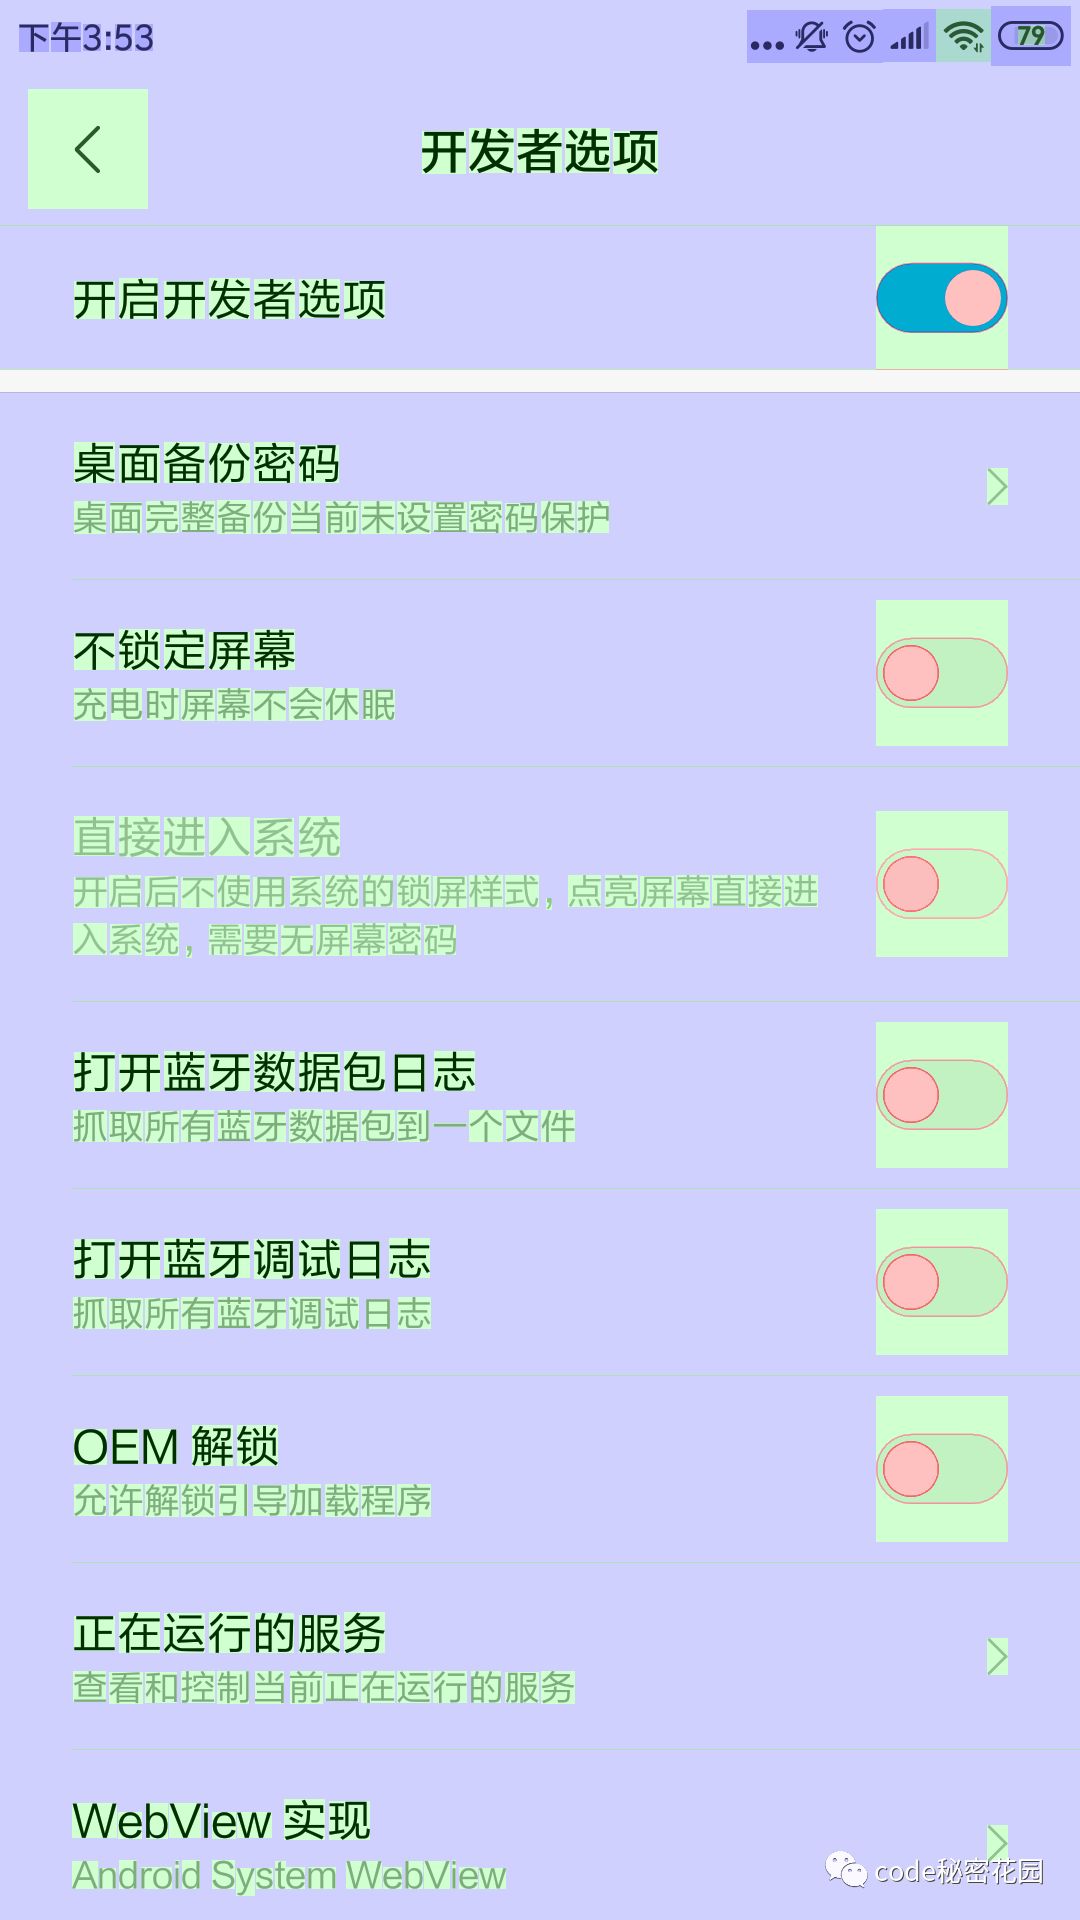 下午3:53
79
开发者选项
开启开发者选项
桌面备份密码
桌面完整备份当前未设置密码保护
不锁定屏幕
充电时屏幕不会休眠
直接进入系统
开启后不使用系统的锁屏样式，点亮屏幕直接进
入系统，需要无屏幕密码
打开蓝牙数据包日志
抓取所有蓝牙数据包到一个文件
打开蓝牙调试日志
抓取所有蓝牙调试日志
OEM 解锁
允许解锁引导加载程序
正在运行的服务
查看和控制当前正在运行的服务
WebView 实现
Android System WebView
code秘密花园